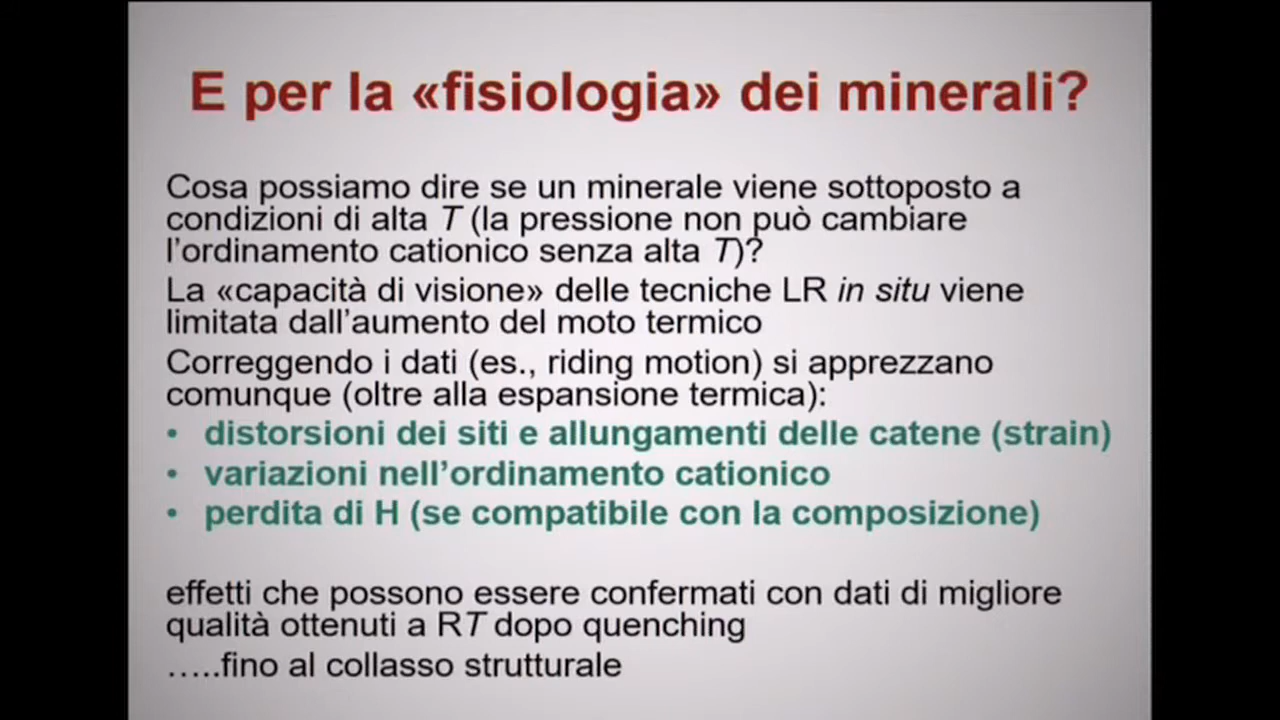 E per la «fisiologia» dei minerali?
Cosa possiamo dire se un minerale viene sottoposto a
condizioni di alta T (la pressione non può cambiare
l'ordinamento cationico senza alta T)?
La «capacità di visione» delle tecniche LR in situ viene
limitata dall'aumento del moto termico
Correggendo i dati (es., riding motion) si apprezzano
comunque (oltre alla espansione termica):
• distorsioni dei siti e allungamenti delle catene (strain)
• variazioni nell'ordinamento cationico
• perdita di H (se compatibile con la composizione)
effetti che possono essere confermati con dati di migliore
qualità ottenuti a RT dopo quenching
…..fino al collasso strutturale